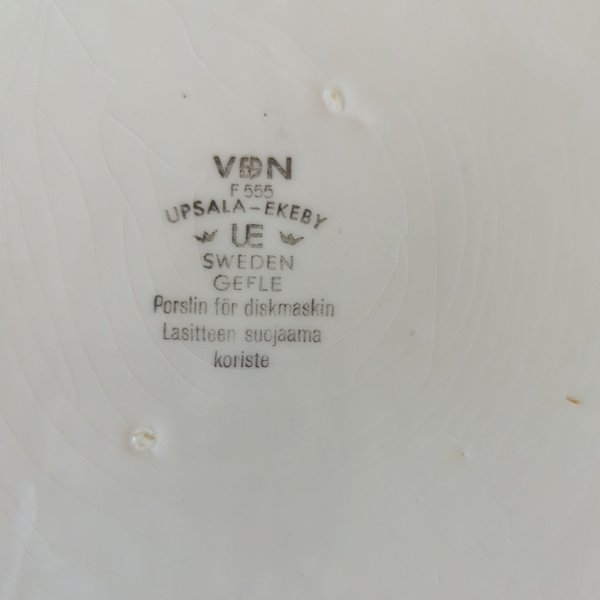 VDN
F 555
UPSALA-EKEBY
UE
SWEDEN
GEFLE
Porslin för diskmaskin
Lasitteen suojaama
koriste